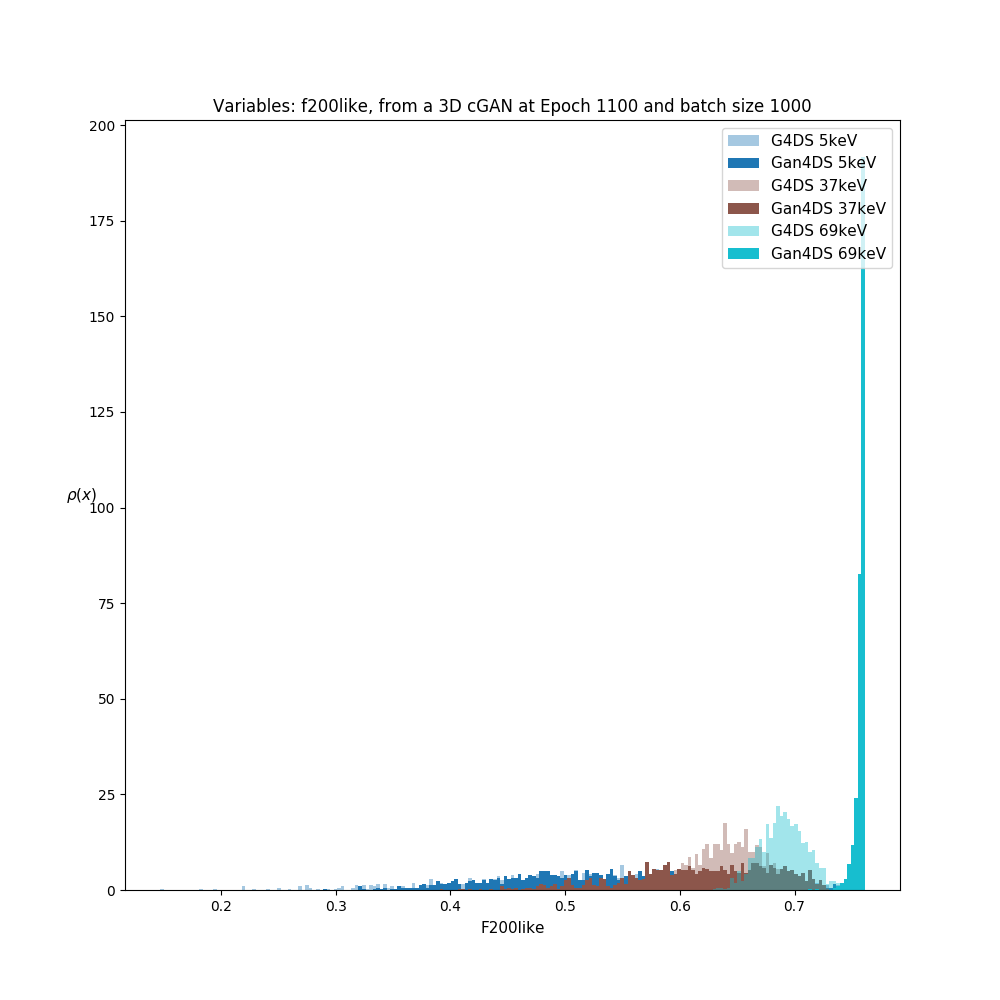 Variables: f200like, from a 3D cGAN at Epoch 1100 and batch size 1000
200
175
150
125
100
75
50
25
0
ρ(x)
G4DS 5keV
Gan4DS 5keV
G4DS 37keV
Gan4DS 37keV
G4DS 69keV
Gan4DS 69keV
0.2 0.3 0.4 0.5 0.6 0.7
F200like